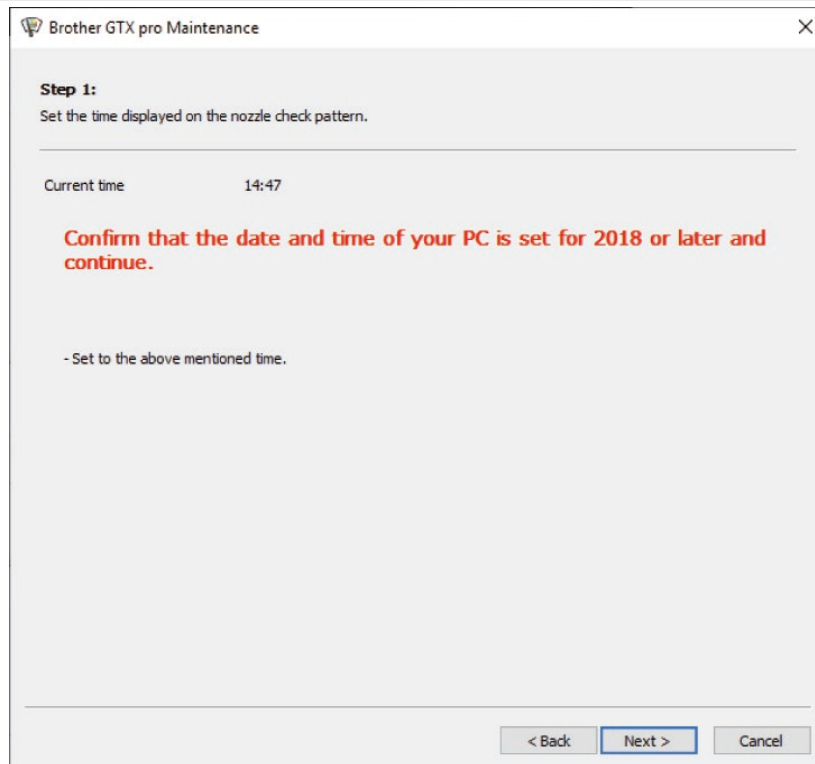 Brother GTX pro Maintenance
Step 1:
Set the time displayed on the nozzle check pattern.
Current time 14:47
Confirm that the date and time of your PC is set for 2018 or later and
continue.
- Set to the above mentioned time.
< Back Next > Cancel